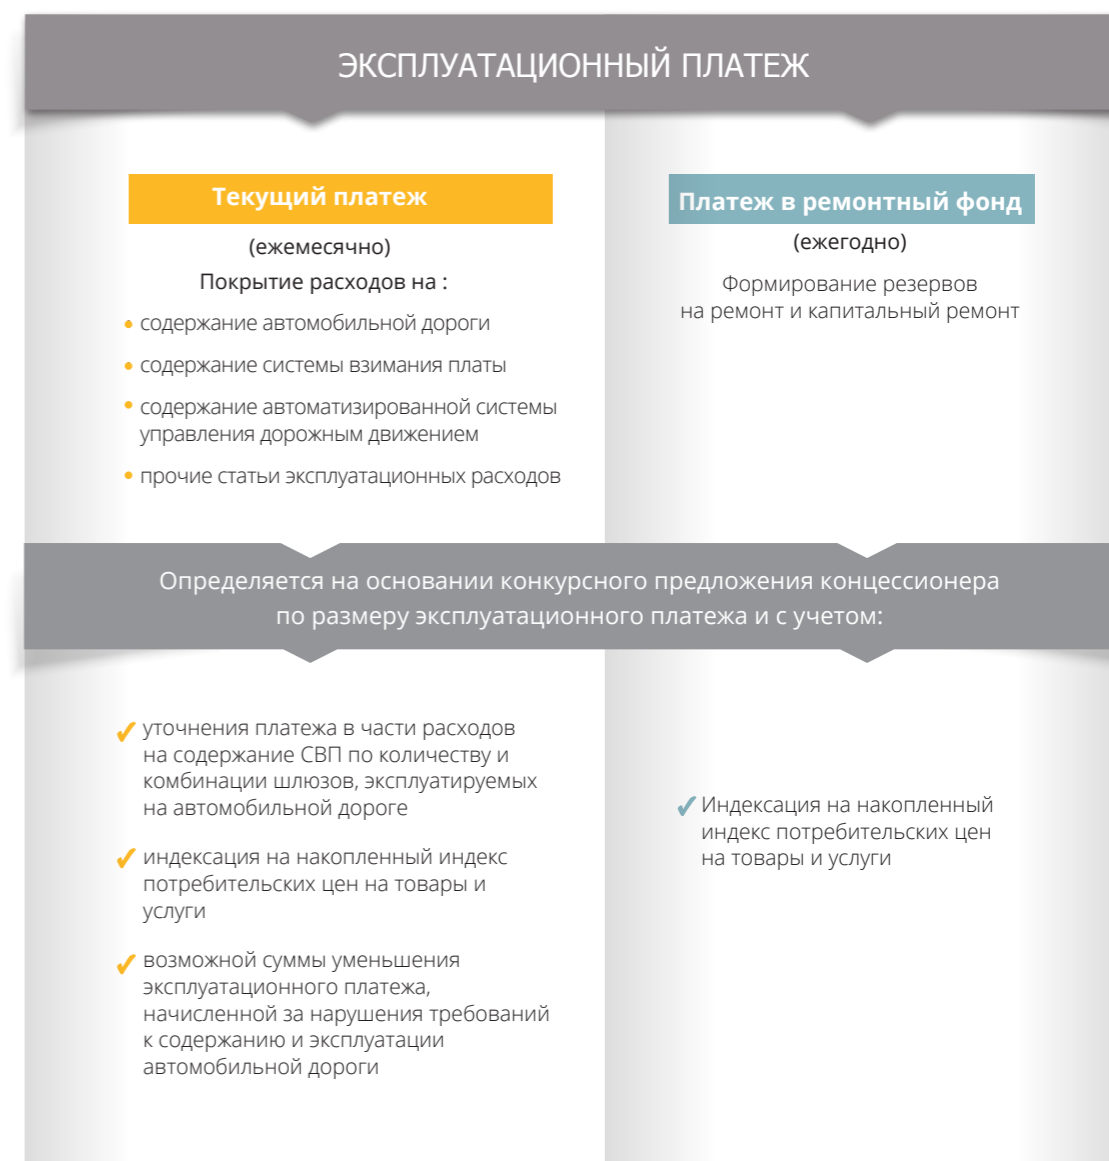 ЭКСПЛУАТАЦИОННЫЙ ПЛАТЕЖ
Текущий платеж
(ежемесячно)
Покрытие расходов на :
содержание автомобильной дороги
содержание системы взимания платы
содержание автоматизированной системы
управления дорожным движением
прочие статьи эксплуатационных расходов
Платеж в ремонтный фонд
(ежегодно)
Формирование резервов
на ремонт и капитальный ремонт
Определяется на основании конкурсного предложения концессионера
по размеру эксплуатационного платежа и с учетом:
уточнения платежа в части расходов
на содержание СВП по количеству и
комбинации шлюзов, эксплуатируемых
на автомобильной дороге
индексация на накопленный индекс
потребительских цен на товары и
услуги
возможной суммы уменьшения
эксплуатационного платежа,
начисленной за нарушения требований
к содержанию и эксплуатации
автомобильной дороги
Индексация на накопленный
индекс потребительских цен
на товары и услуги